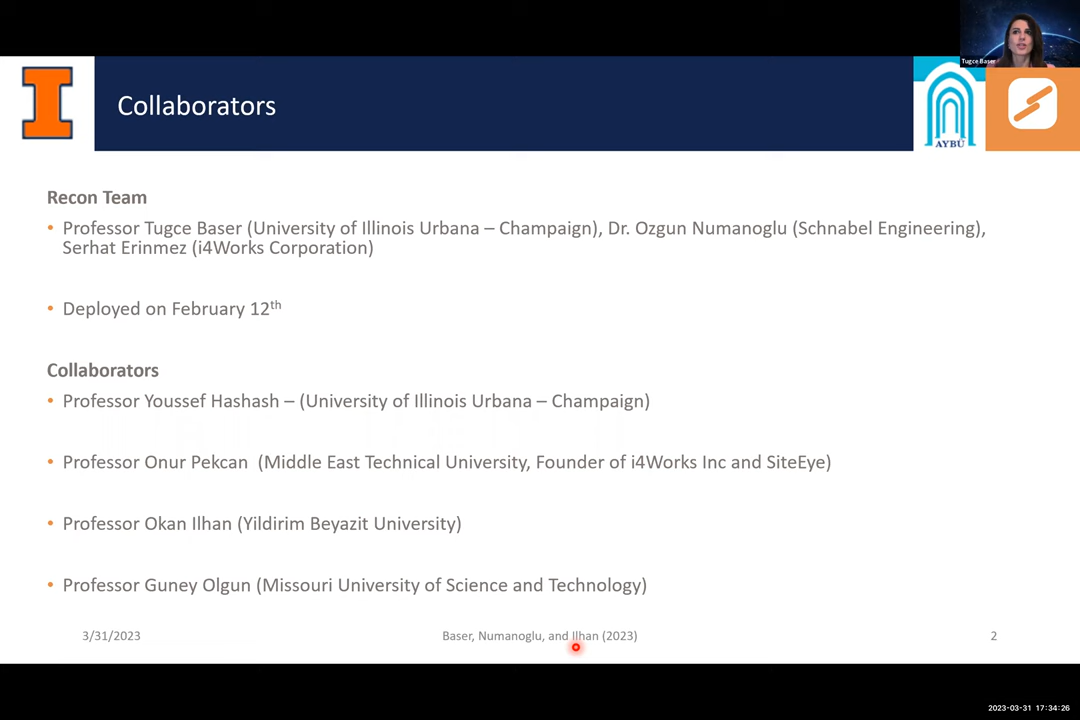 Tugce Baser
Collaborators
AYBÜ
Recon Team
• Professor Tugce Baser (University of Illinois Urbana – Champaign), Dr. Ozgun Numanoglu (Schnabel Engineering),
Serhat Erinmez (i4Works Corporation)
• Deployed on February 12th
Collaborators
• Professor Youssef Hashash – (University of Illinois Urbana – Champaign)
• Professor Onur Pekcan (Middle East Technical University, Founder of i4Works Inc and SiteEye)
• Professor Okan Ilhan (Yildirim Beyazit University)
• Professor Guney Olgun (Missouri University of Science and Technology)
3/31/2023
Baser, Numanoglu, and Ilhan (2023)
2
2023-03-31 17:34:26